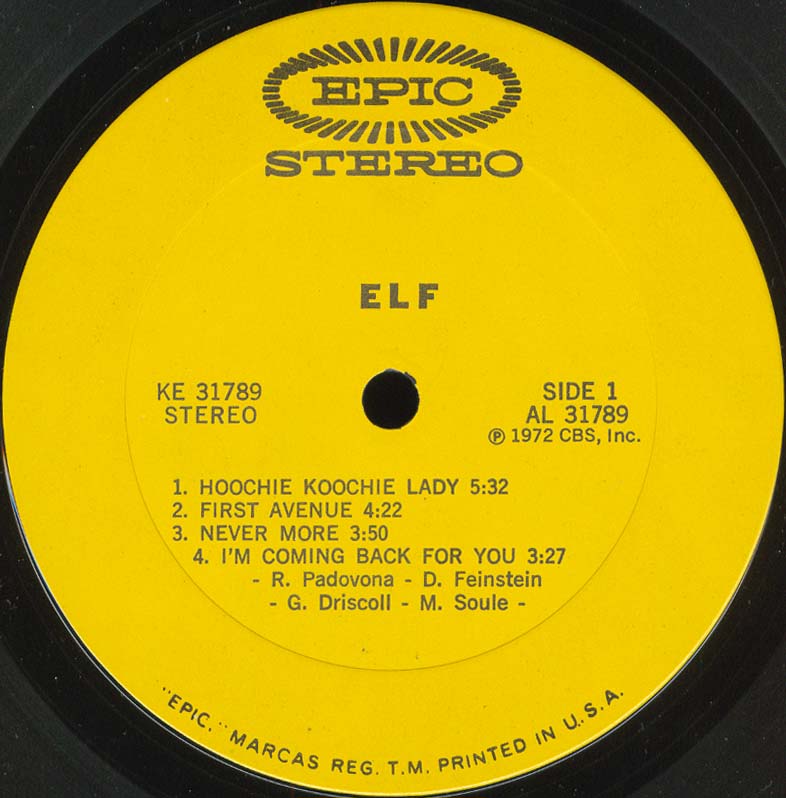 EPIC
STEREO
ELF
KE 31789
STEREO
SIDE 1
AL 31789
Ⓟ 1972 CBS, Inc.
1. HOOCHIE KOOCHIE LADY 5:32
2. FIRST AVENUE 4:22
3. NEVER MORE 3:50
4. I'M COMING BACK FOR YOU 3:27
- R. Padovona - D. Feinstein
- G. Driscoll - M. Soule -
"EPIC." MARCAS REG. T.M. PRINTED IN U.S.A.